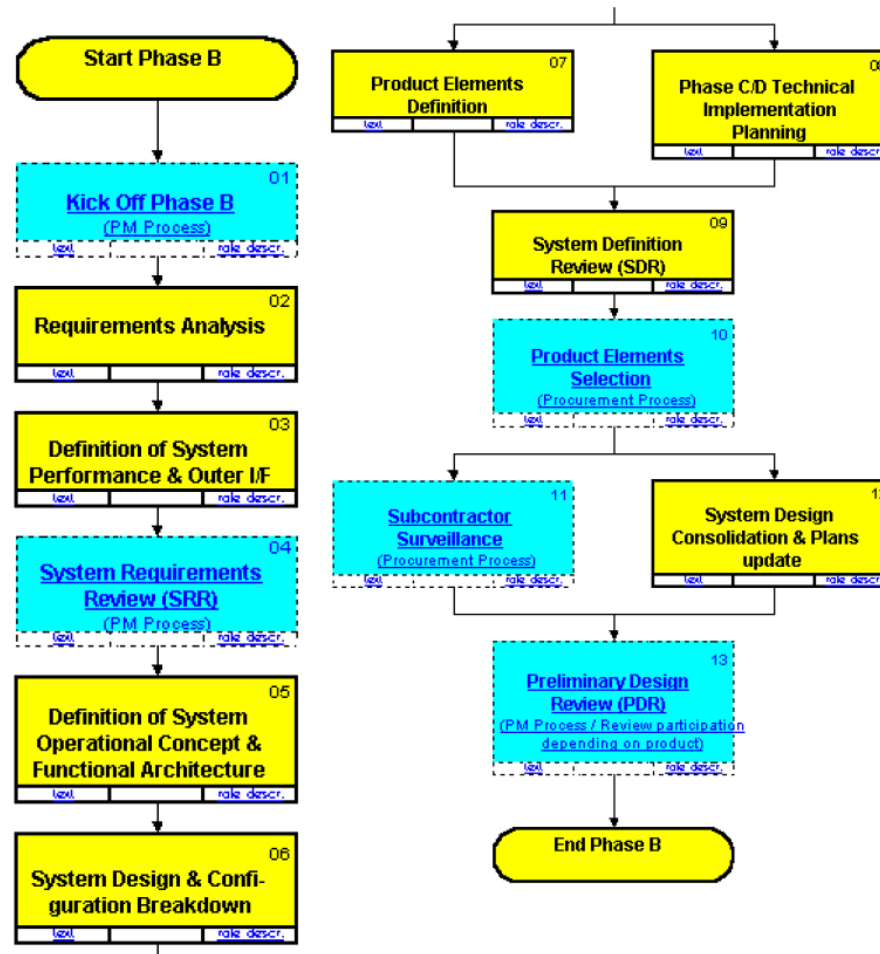 Start Phase B
01
Kick Off Phase B
(PM Process)
text role descr.
02
Requirements Analysis
text role descr.
03
Definition of System
Performance & Outer I/F
text role descr.
04
System Requirements
Review (SRR)
(PM Process)
text role descr.
05
Definition of System
Operational Concept &
Functional Architecture
text role descr.
06
System Design & Confi-
guration Breakdown
text role descr.
07
Product Elements
Definition
text role descr.
Phase C/D Technical
Implementation
Planning
text role descr.
09
System Definition
Review (SDR)
text role descr.
10
Product Elements
Selection
(Procurement Process)
text role descr.
11
Subcontractor
Surveillance
(Procurement Process)
text role descr.
System Design
Consolidation & Plans
update
text role descr.
13
Preliminary Design
Review (PDR)
(PM Process / Review participation
depending on product)
text role descr.
End Phase B